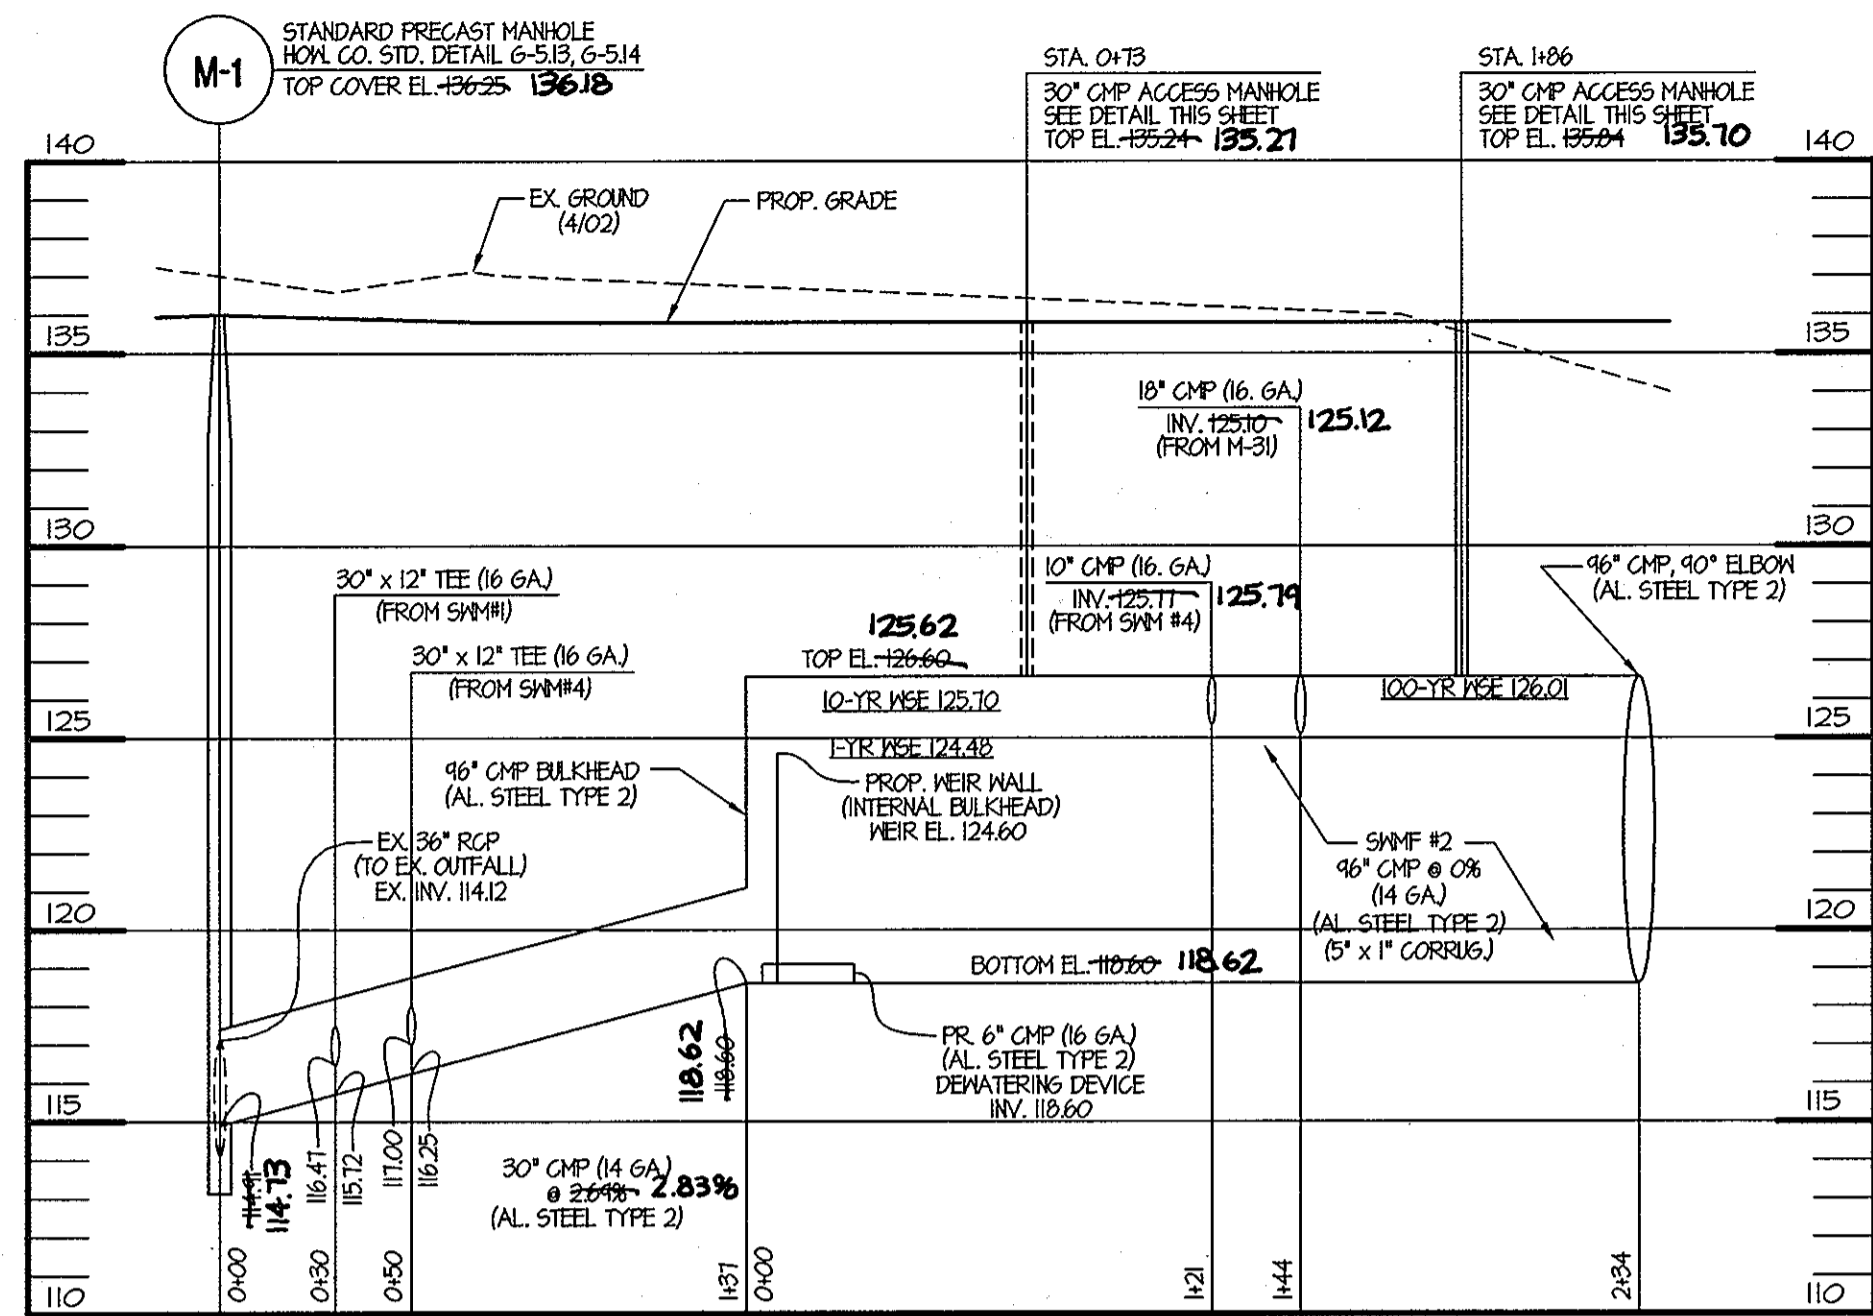 M-1
STANDARD PRECAST MANHOLE
HOW. CO. STD. DETAIL G-5.13, G-5.14
TOP COVER EL. 136.25 136.18
STA. 0+73
30" CMP ACCESS MANHOLE
SEE DETAIL THIS SHEET
TOP EL. 135.24 135.27
STA. 1+86
30" CMP ACCESS MANHOLE
SEE DETAIL THIS SHEET
TOP EL. 135.84 135.70
140
140
EX. GROUND
(4/02)
PROP. GRADE
135
135
18" CMP (16. GA.)
INV. 125.10 125.12
(FROM M-31)
130
130
30" x 12" TEE (16 GA.)
(FROM SWM#1)
10" CMP (16. GA.)
INV. 125.77 125.79
(FROM SWM #4)
96" CMP, 90° ELBOW
(AL. STEEL TYPE 2)
30" x 12" TEE (16 GA.)
(FROM SWM#4)
125.62
TOP EL. 126.60
10-YR WSE 125.70
100-YR WSE 126.01
125
125
1-YR WSE 124.48
96" CMP BULKHEAD
(AL. STEEL TYPE 2)
PROP. WEIR WALL
(INTERNAL BULKHEAD)
WEIR EL. 124.60
EX. 36" RCP
(TO EX. OUTFALL)
EX. INV. 114.12
SWMF #2
96" CMP @ 0%
(14 GA.)
(AL. STEEL TYPE 2)
(5" x 1" CORRUG.)
120
120
BOTTOM EL. 118.60 118.62
118.62
118.60
PR. 6" CMP (16 GA.)
(AL. STEEL TYPE 2)
DEWATERING DEVICE
INV. 118.60
115
115
114.91
114.73
116.47
115.72
117.00
116.25
30" CMP (14 GA.)
@ 2.69% 2.83%
(AL. STEEL TYPE 2)
110
0+00
0+30
0+50
1+37
0+00
1+21
1+44
2+34
110